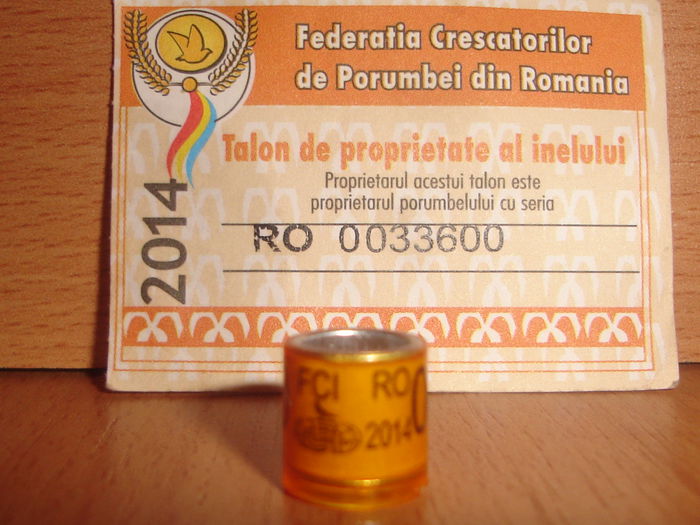 Federatia Crescatorilor
de Porumbei din Romania
Talon de proprietate al inelului
Proprietarul acestui talon este
proprietarul porumbelului cu seria
RO 0033600
2014
FCI RO
2014